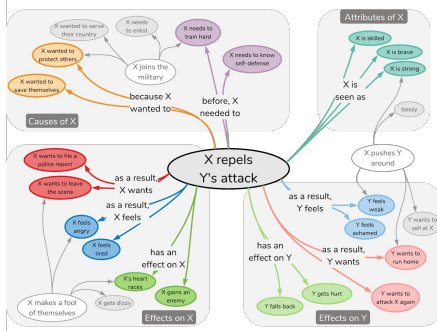 Attributes of X
X wanted to serve
their country
X needs
to enlist
X needs to
train hard
X wanted to
protect others
X joins the
military
X needs to know
self-defense
X wanted to
save themselves
because X
wanted to
before, X
needed to
Causes of X
X is skilled
X is brave
X is strong
X is
seen as
bossy
X pushes Y
around
X repels
Y's attack
X wants to file a
police report
X wants to leave
the scene
as a result,
X wants
as a result,
X feels
X feels
angry
X feels
tired
has an
effect on X
X's heart
races
X gains an
enemy
X gets dizzy
X makes a fool
of themselves
Effects on X
as a result,
Y feels
Y feels
weak
Y feels
ashamed
Y wants to
yell at X
as a result,
Y wants
Y wants to
run home
Y wants to
attack X again
has an
effect on Y
Y gets hurt
Y falls back
Effects on Y